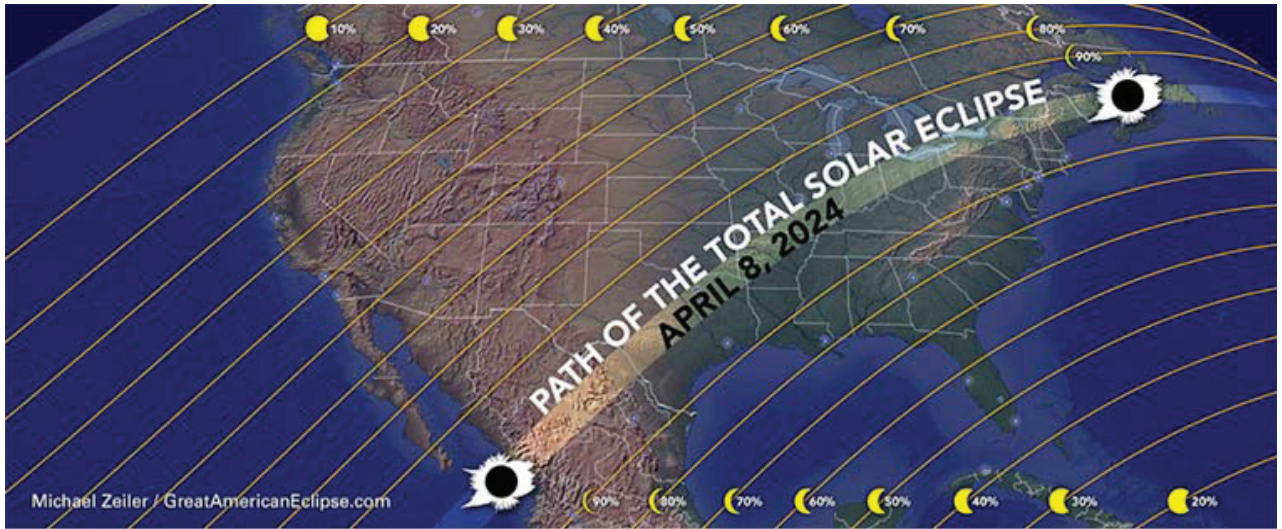 10% 20% 30% 40% 50% 60% 70% 80%
90%
PATH OF THE TOTAL SOLAR ECLIPSE
APRIL 8, 2024
Michael Zeiler / GreatAmericanEclipse.com
90% 80% 70% 60% 50% 40% 30% 20%